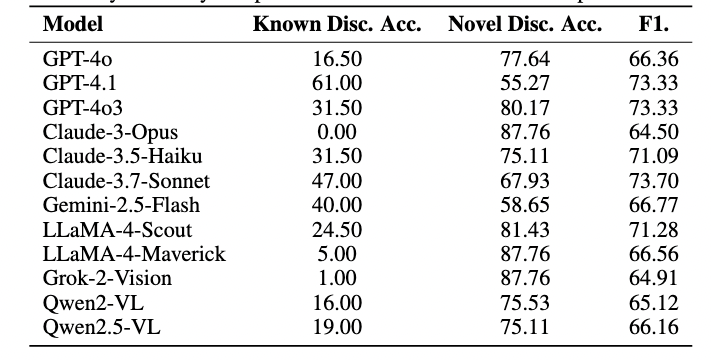 Model Known Disc. Acc. Novel Disc. Acc. F1.
GPT-4o 16.50 77.64 66.36
GPT-4.1 61.00 55.27 73.33
GPT-4o3 31.50 80.17 73.33
Claude-3-Opus 0.00 87.76 64.50
Claude-3.5-Haiku 31.50 75.11 71.09
Claude-3.7-Sonnet 47.00 67.93 73.70
Gemini-2.5-Flash 40.00 58.65 66.77
LLaMA-4-Scout 24.50 81.43 71.28
LLaMA-4-Maverick 5.00 87.76 66.56
Grok-2-Vision 1.00 87.76 64.91
Qwen2-VL 16.00 75.53 65.12
Qwen2.5-VL 19.00 75.11 66.16